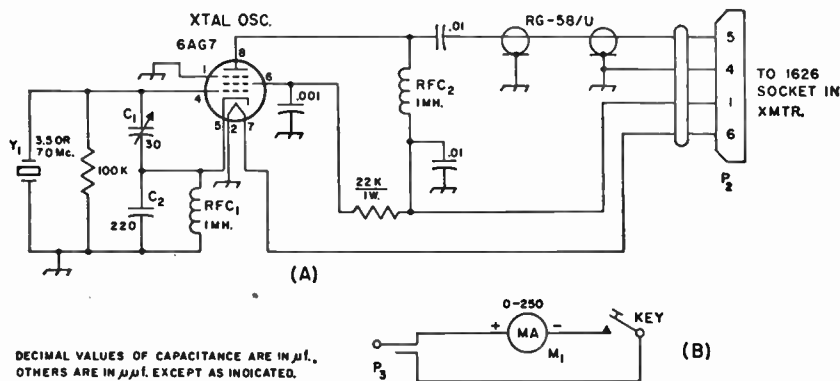 XTAL OSC.
6AG7
8
1
4
6
5
2
7
Y1
3.5 OR
7.0 Mc.
100K
C1
30
C2
220
RFC1
1MH.
.001
22K
1W.
RFC2
1 MH.
.01
.01
RG-58/U
5
4
1
6
P2
TO 1626
SOCKET IN
XMTR.
(A)
P3
0-250
+
MA
-
M1
KEY
(B)
DECIMAL VALUES OF CAPACITANCE ARE IN µf.,
OTHERS ARE IN µµf. EXCEPT AS INDICATED.